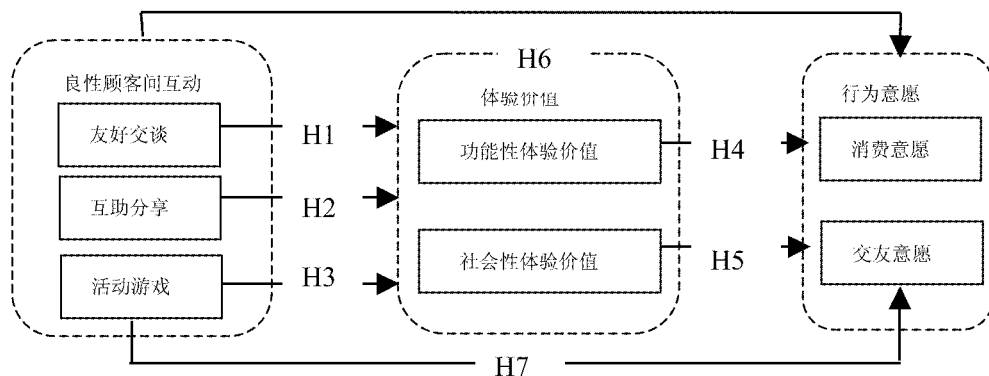 H6
良性顾客间互动
体验价值
行为意愿
友好交谈
H1
功能性体验价值
H4
消费意愿
互助分享
H2
社会性体验价值
H5
交友意愿
活动游戏
H3
H7